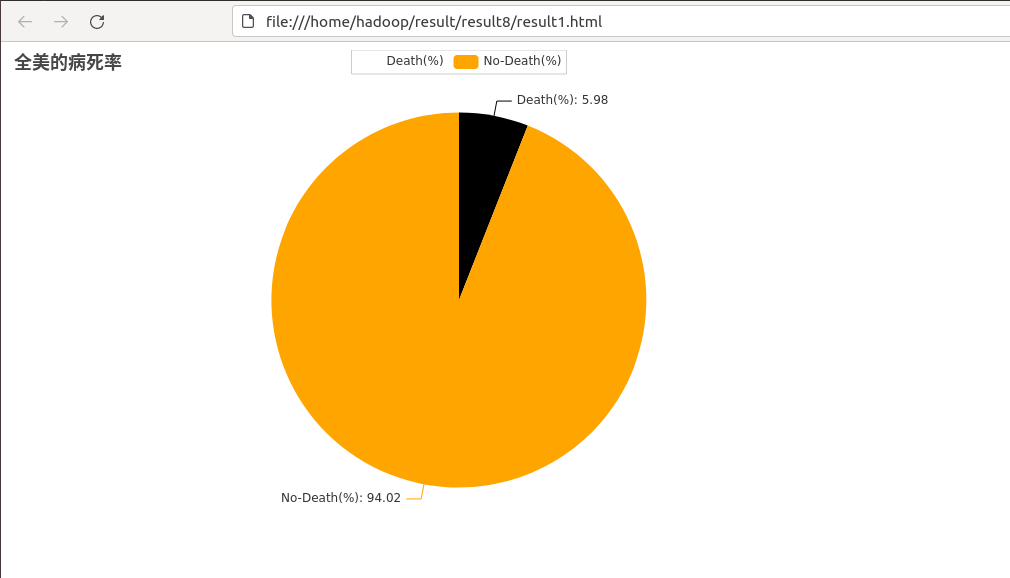 file:///home/hadoop/result/result8/result1.html
全美的病死率
Death(%) No-Death(%)
Death(%): 5.98
No-Death(%): 94.02